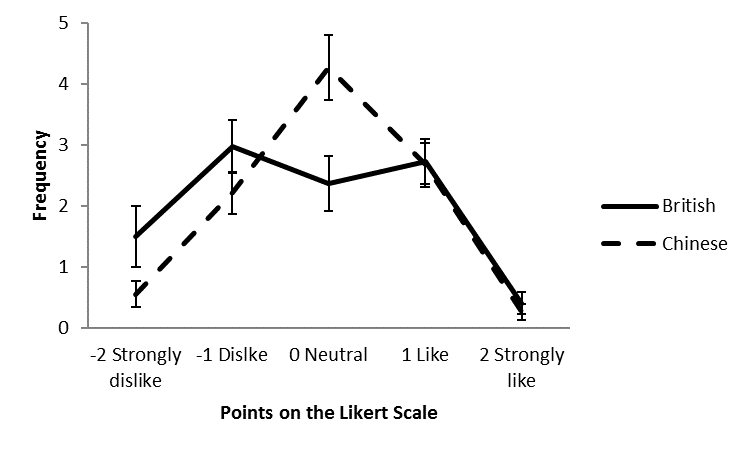 5
4
3
2
1
0
Frequency
-2 Strongly
dislike
-1 Dislke
0 Neutral
1 Like
2 Strongly
like
Points on the Likert Scale
British
Chinese